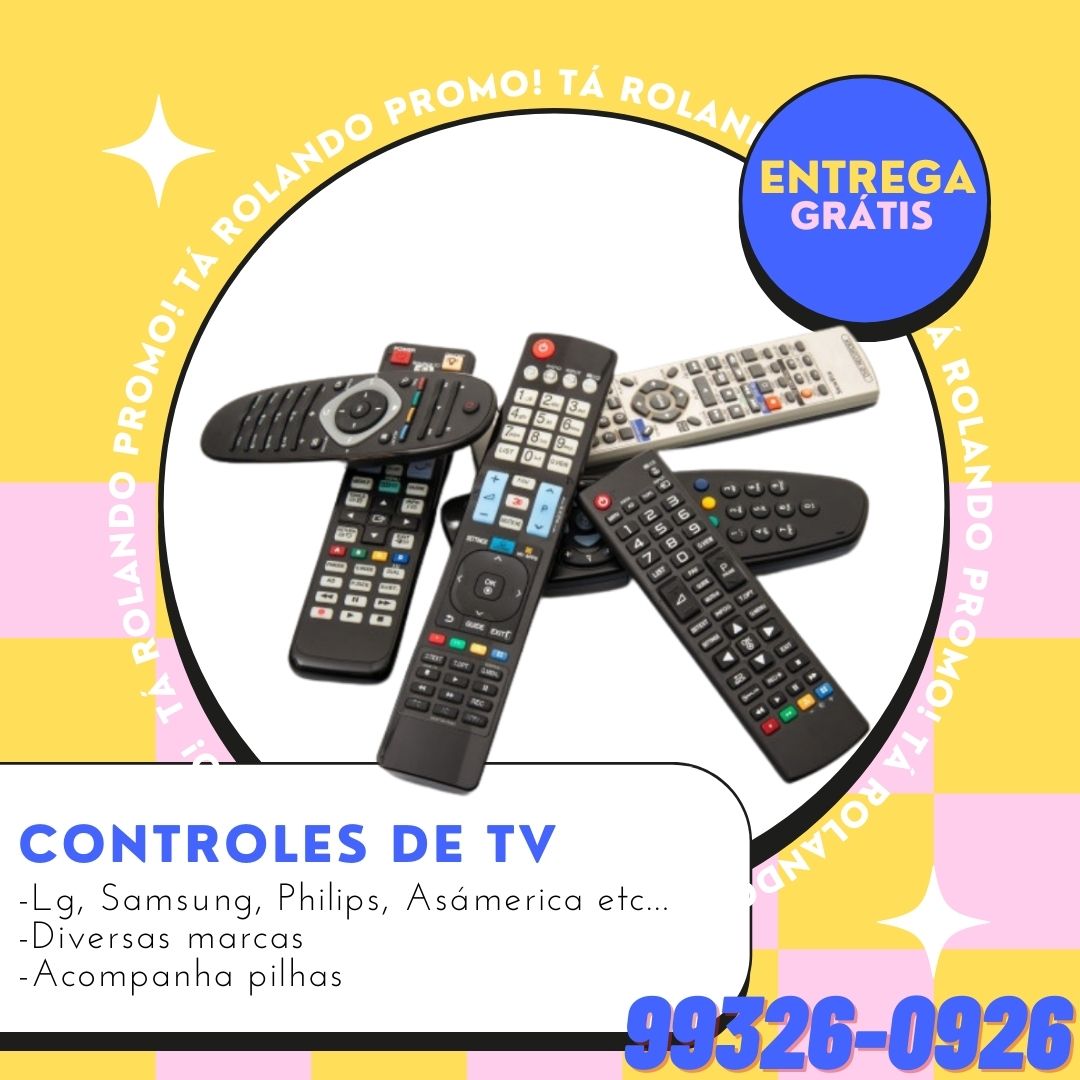 TÁ ROLANDO PROMO! TÁ ROLANDO PROMO! TÁ ROLAN
ENTREGA
GRÁTIS
Á ROLANDO PROMO! TÁ ROLANDO
CONTROLES DE TV
-Lg, Samsung, Philips, Asámerica etc...
-Diversas marcas
-Acompanha pilhas
99326-0926